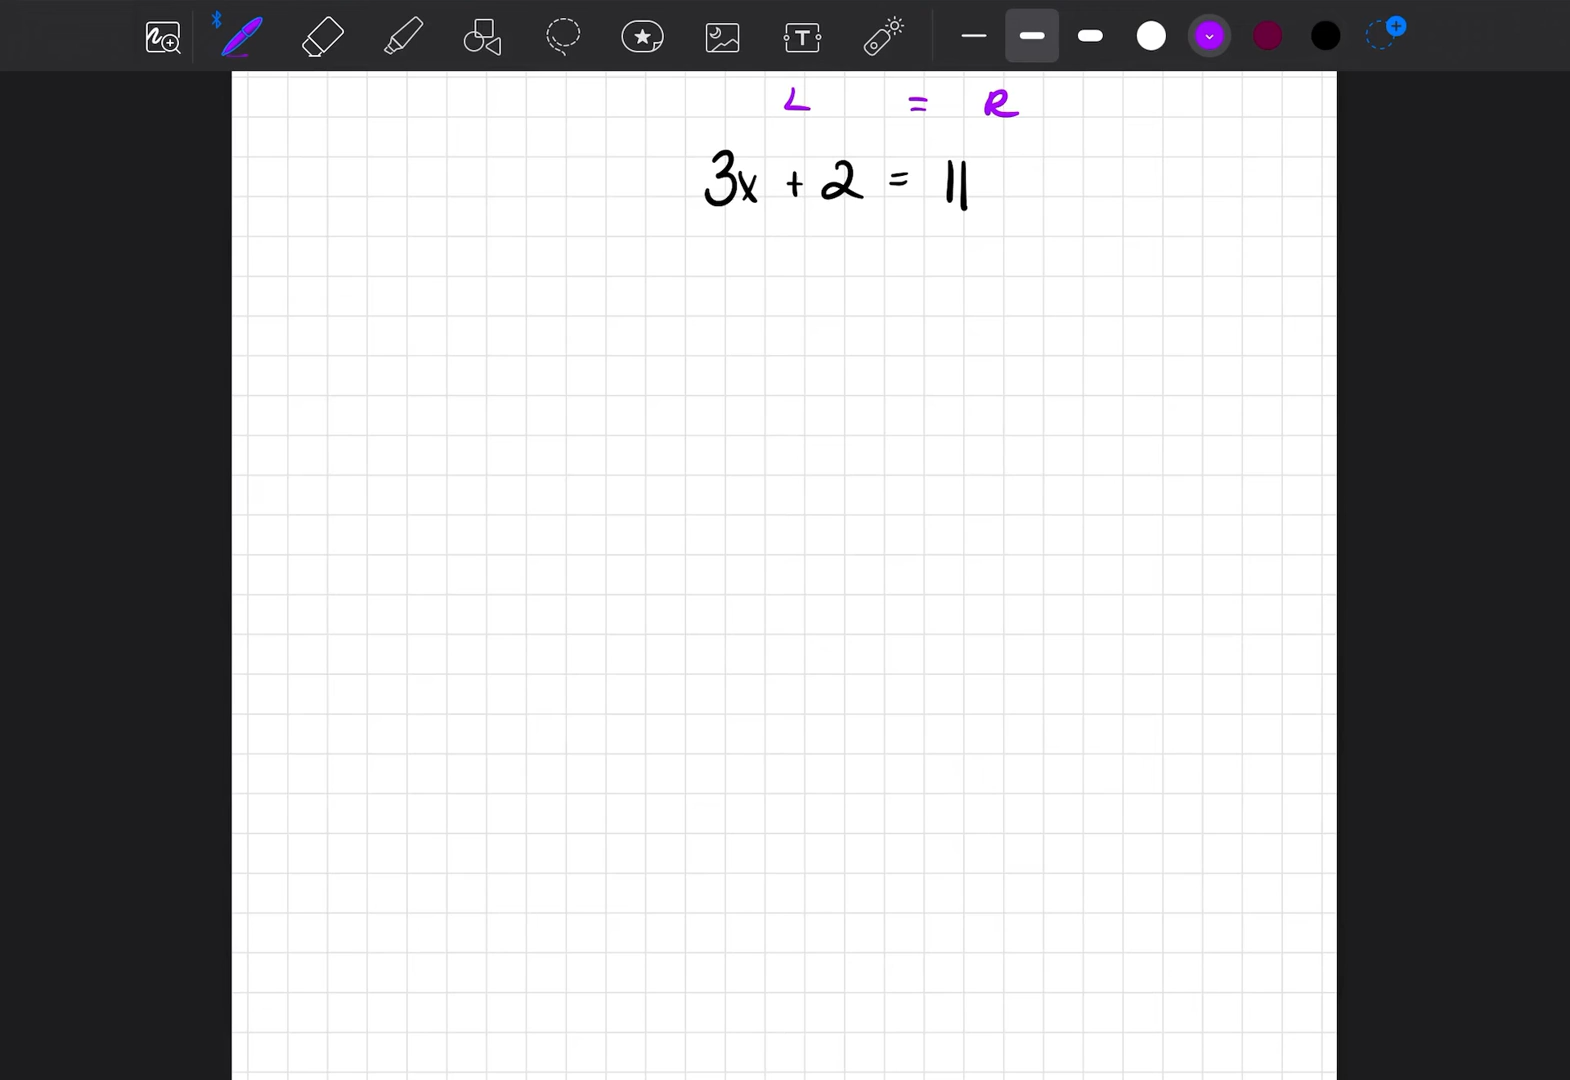 L = R
3x + 2 = 11